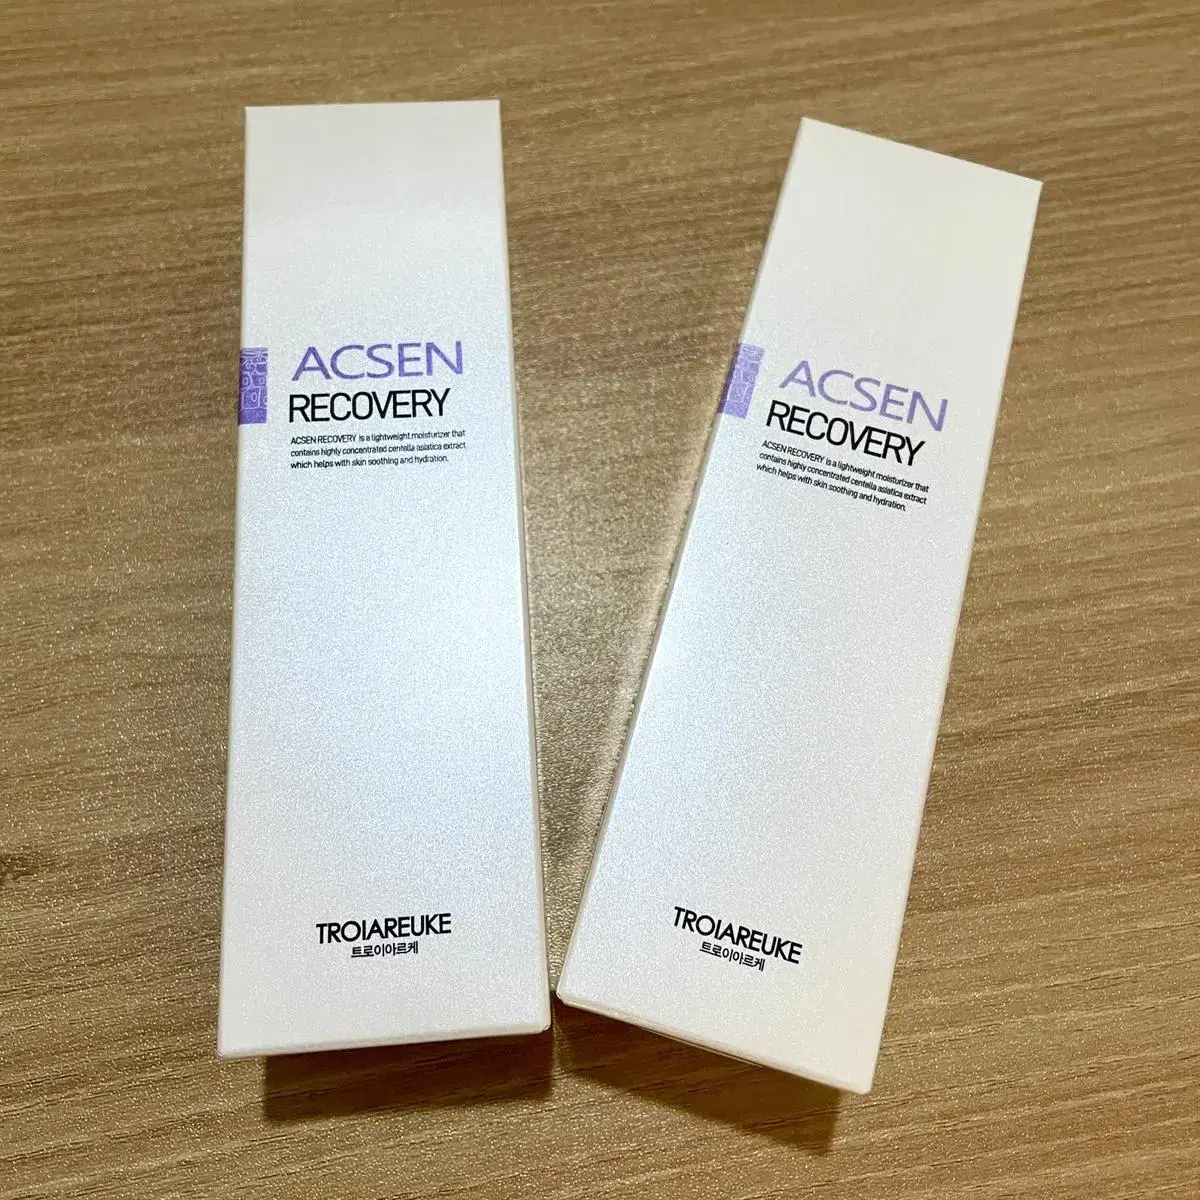 ACSEN
RECOVERY
ACSEN RECOVERY is a lightweight moisturizer that
contains highly concentrated centella asiatica extract
which helps with skin soothing and hydration.
TROIAREUKE
트로이아르케
ACSEN
RECOVERY
ACSEN RECOVERY is a lightweight moisturizer that
contains highly concentrated centella asiatica extract
which helps with skin soothing and hydration.
TROIAREUKE
트로이아르케